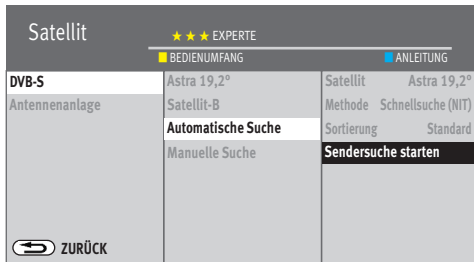 Satellit
★ ★ ★ EXPERTE
BEDIENUMFANG
ANLEITUNG
DVB-S
Antennenanlage
Astra 19,2°
Satellit-B
Automatische Suche
Manuelle Suche
Satellit Astra 19,2°
Methode Schnellsuche (NIT)
Sortierung Standard
Sendersuche starten
ZURÜCK